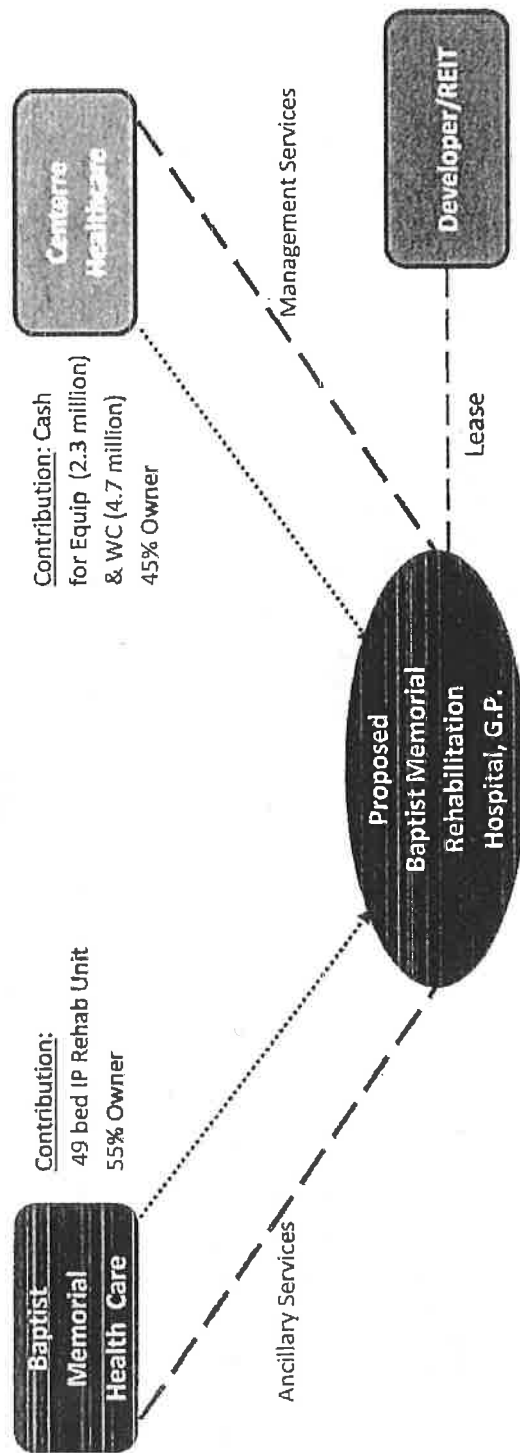 Baptist
Memorial
Health Care
Contribution:
49 bed IP Rehab Unit
55% Owner
Contribution: Cash
for Equip (2.3 million)
& WC (4.7 million)
45% Owner
Centerre
Healthcare
Ancillary Services
Management Services
Proposed
Baptist Memorial
Rehabilitation
Hospital, G.P.
Lease
Developer/REIT